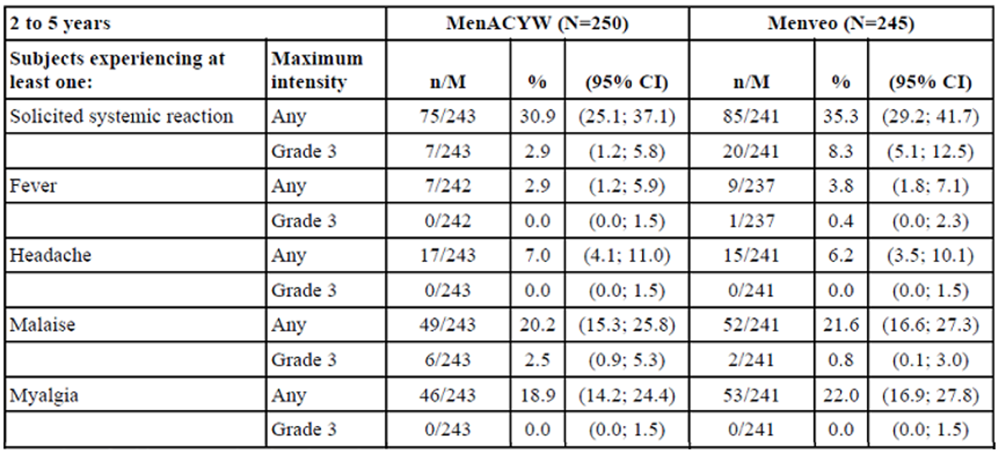 2 to 5 years MenACYW (N=250) Menveo (N=245)
Subjects experiencing at least one: Maximum intensity n/M % (95% CI) n/M % (95% CI)
Solicited systemic reaction Any 75/243 30.9 (25.1; 37.1) 85/241 35.3 (29.2; 41.7)
Grade 3 7/243 2.9 (1.2; 5.8) 20/241 8.3 (5.1; 12.5)
Fever Any 7/242 2.9 (1.2; 5.9) 9/237 3.8 (1.8; 7.1)
Grade 3 0/242 0.0 (0.0; 1.5) 1/237 0.4 (0.0; 2.3)
Headache Any 17/243 7.0 (4.1; 11.0) 15/241 6.2 (3.5; 10.1)
Grade 3 0/243 0.0 (0.0; 1.5) 0/241 0.0 (0.0; 1.5)
Malaise Any 49/243 20.2 (15.3; 25.8) 52/241 21.6 (16.6; 27.3)
Grade 3 6/243 2.5 (0.9; 5.3) 2/241 0.8 (0.1; 3.0)
Myalgia Any 46/243 18.9 (14.2; 24.4) 53/241 22.0 (16.9; 27.8)
Grade 3 0/243 0.0 (0.0; 1.5) 0/241 0.0 (0.0; 1.5)